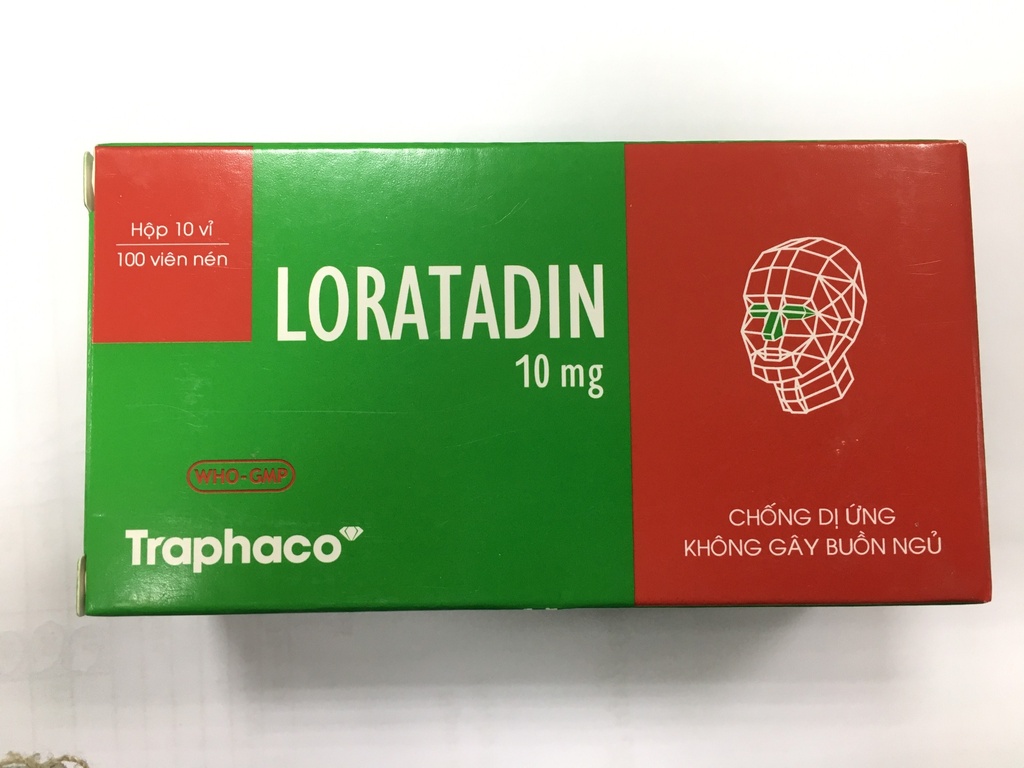 Hộp 10 vỉ
100 viên nén
LORATADIN
10 mg
WHO-GMP
Traphaco
CHỐNG DỊ ỨNG
KHÔNG GÂY BUỒN NGỦ